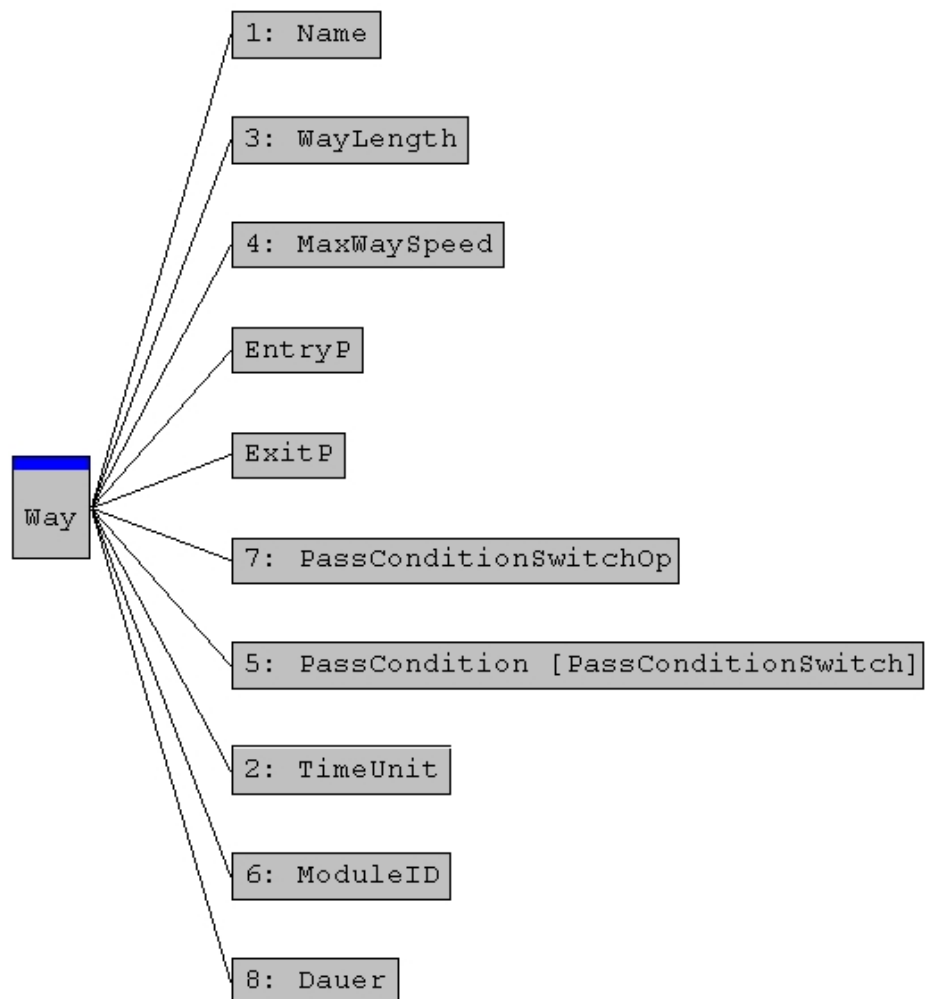 1: Name
3: WayLength
4: MaxWaySpeed
EntryP
ExitP
Way
7: PassConditionSwitchOp
5: PassCondition [PassConditionSwitch]
2: TimeUnit
6: ModuleID
8: Dauer